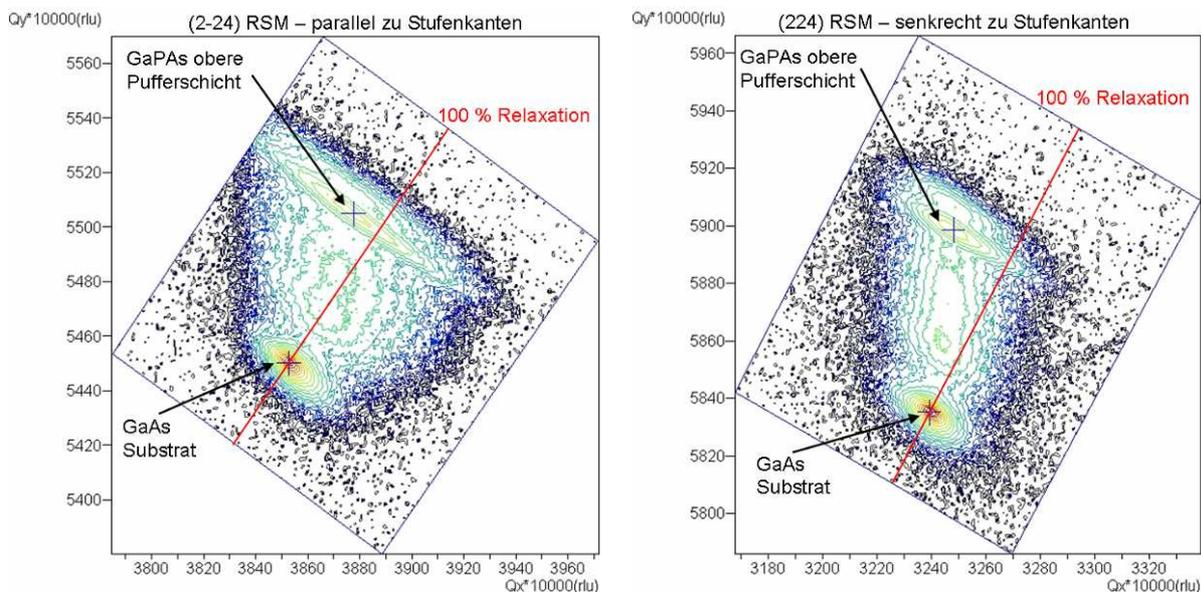 Qy*10000(rlu)
(2-24) RSM – parallel zu Stufenkanten
GaPAs obere
Pufferschicht
100 % Relaxation
GaAs
Substrat
5560
5540
5520
5500
5480
5460
5440
5420
5400
3800 3820 3840 3860 3880 3900 3920 3940 3960
Qx*10000(rlu)
Qy*10000(rlu)
(224) RSM – senkrecht zu Stufenkanten
GaPAs obere
Pufferschicht
100 % Relaxation
GaAs
Substrat
5960
5940
5920
5900
5880
5860
5840
5820
5800
3180 3200 3220 3240 3260 3280 3300 3320
Qx*10000(rlu)